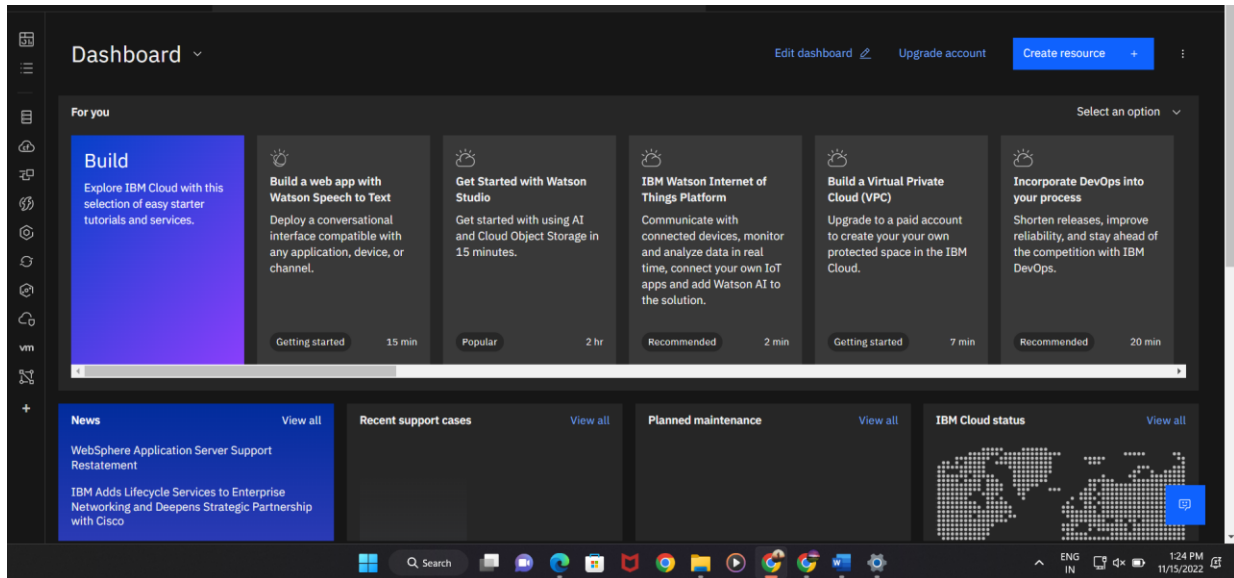 Dashboard
Edit dashboard
Upgrade account
Create resource +
For you
Select an option
Build
Explore IBM Cloud with this
selection of easy starter
tutorials and services.
Build a web app with
Watson Speech to Text
Deploy a conversational
interface compatible with
any application, device, or
channel.
Getting started
15 min
Get Started with Watson
Studio
Get started with using AI
and Cloud Object Storage in
15 minutes.
Popular
2 hr
IBM Watson Internet of
Things Platform
Communicate with
connected devices, monitor
and analyze data in real
time, connect your own IoT
apps and add Watson AI to
the solution.
Recommended
2 min
Build a Virtual Private
Cloud (VPC)
Upgrade to a paid account
to create your your own
protected space in the IBM
Cloud.
Getting started
7 min
Incorporate DevOps into
your process
Shorten releases, improve
reliability, and stay ahead of
the competition with IBM
DevOps.
Recommended
20 min
vm
News
View all
WebSphere Application Server Support
Restatement
IBM Adds Lifecycle Services to Enterprise
Networking and Deepens Strategic Partnership
with Cisco
Recent support cases
View all
Planned maintenance
View all
IBM Cloud status
View all
Search
ENG
IN
1:24 PM
11/15/2022